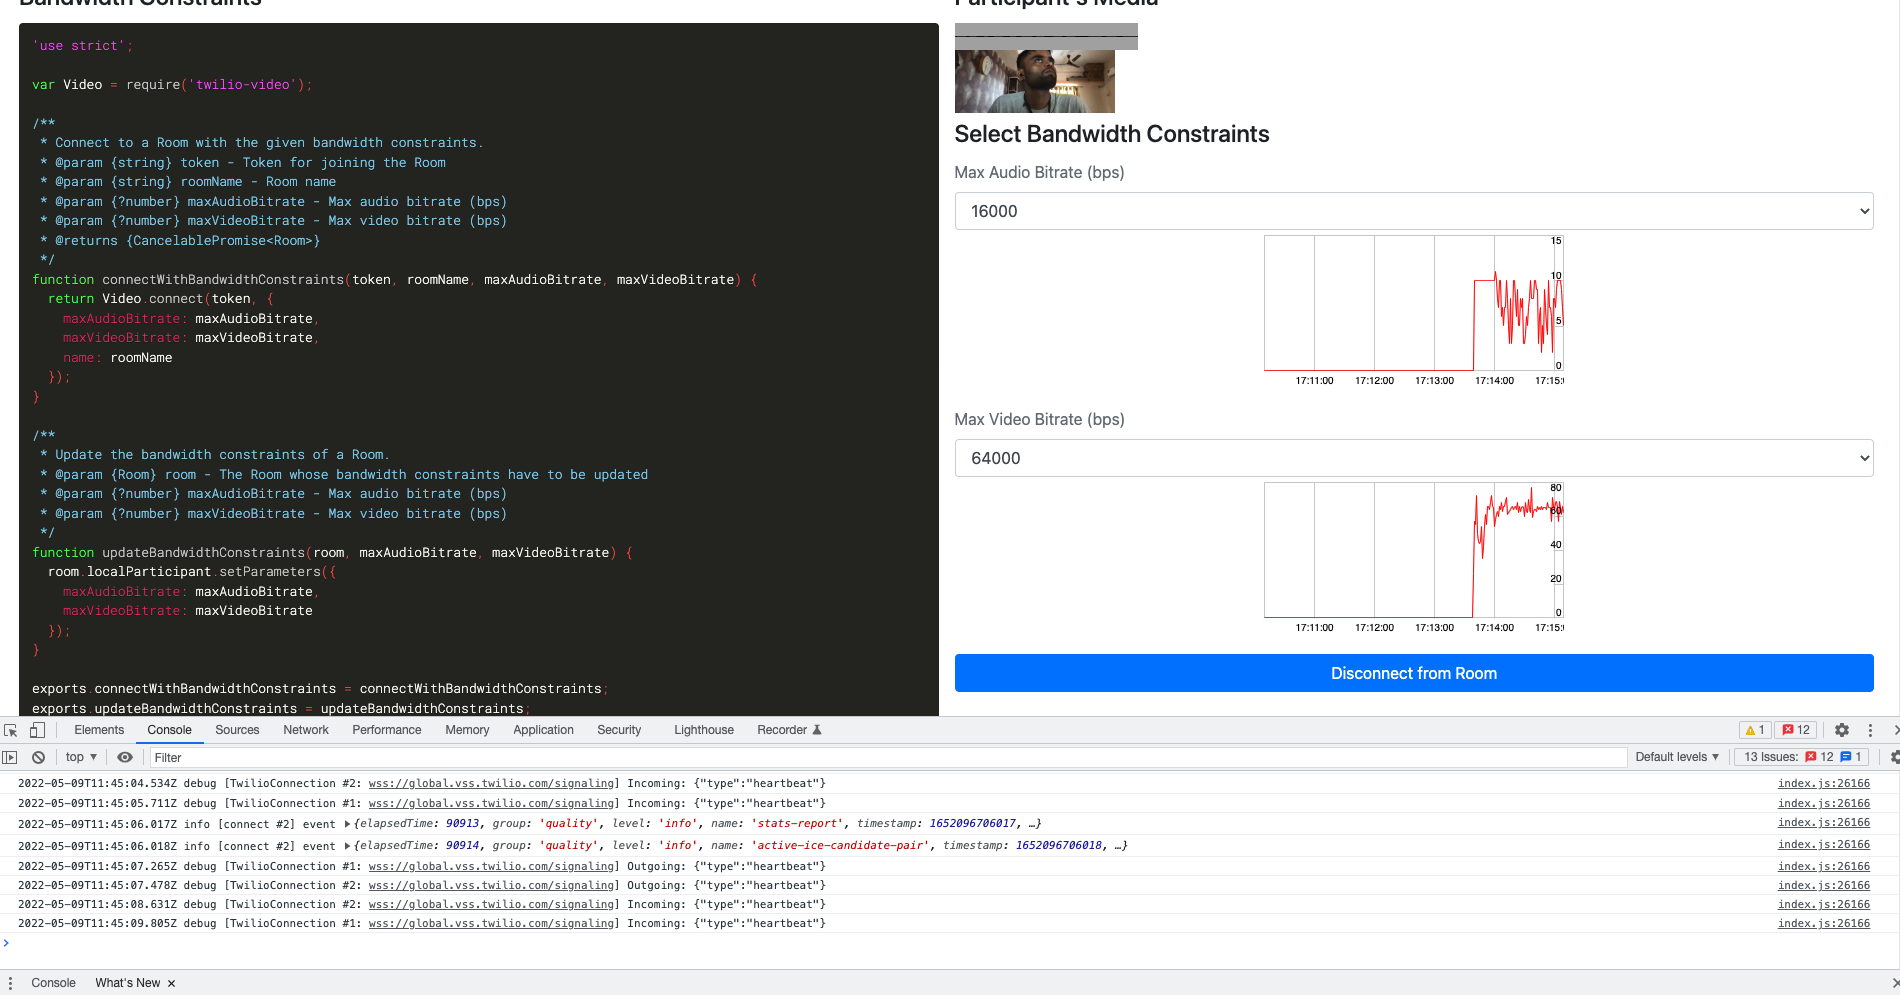 Bandwidth Constraints
'use strict';
var Video = require('twilio-video');
/**
 * Connect to a Room with the given bandwidth constraints.
 * @param {string} token - Token for joining the Room
 * @param {string} roomName - Room name
 * @param {?number} maxAudioBitrate - Max audio bitrate (bps)
 * @param {?number} maxVideoBitrate - Max video bitrate (bps)
 * @returns {CancelablePromise<Room>}
 */
function connectWithBandwidthConstraints(token, roomName, maxAudioBitrate, maxVideoBitrate) {
  return Video.connect(token, {
    maxAudioBitrate: maxAudioBitrate,
    maxVideoBitrate: maxVideoBitrate,
    name: roomName
  });
}
/**
 * Update the bandwidth constraints of a Room.
 * @param {Room} room - The Room whose bandwidth constraints have to be updated
 * @param {?number} maxAudioBitrate - Max audio bitrate (bps)
 * @param {?number} maxVideoBitrate - Max video bitrate (bps)
 */
function updateBandwidthConstraints(room, maxAudioBitrate, maxVideoBitrate) {
  room.localParticipant.setParameters({
    maxAudioBitrate: maxAudioBitrate,
    maxVideoBitrate: maxVideoBitrate
  });
}
exports.connectWithBandwidthConstraints = connectWithBandwidthConstraints;
exports.updateBandwidthConstraints = updateBandwidthConstraints;
Participant's Media
Select Bandwidth Constraints
Max Audio Bitrate (bps)
16000
15
10
5
0
17:11:00 17:12:00 17:13:00 17:14:00 17:15:0
Max Video Bitrate (bps)
64000
80
60
40
20
0
17:11:00 17:12:00 17:13:00 17:14:00 17:15:0
Disconnect from Room
Elements Console Sources Network Performance Memory Application Security Lighthouse Recorder 1 12
top Filter Default levels 13 Issues: 12 1
2022-05-09T11:45:04.534Z debug [TwilioConnection #2: wss://global.vss.twilio.com/signaling] Incoming: {"type":"heartbeat"} index.js:26166
2022-05-09T11:45:05.711Z debug [TwilioConnection #1: wss://global.vss.twilio.com/signaling] Incoming: {"type":"heartbeat"} index.js:26166
2022-05-09T11:45:06.017Z info [connect #2] event ▶{elapsedTime: 90913, group: 'quality', level: 'info', name: 'stats-report', timestamp: 1652096706017, …} index.js:26166
2022-05-09T11:45:06.018Z info [connect #2] event ▶{elapsedTime: 90914, group: 'quality', level: 'info', name: 'active-ice-candidate-pair', timestamp: 1652096706018, …} index.js:26166
2022-05-09T11:45:07.265Z debug [TwilioConnection #1: wss://global.vss.twilio.com/signaling] Outgoing: {"type":"heartbeat"} index.js:26166
2022-05-09T11:45:07.478Z debug [TwilioConnection #2: wss://global.vss.twilio.com/signaling] Outgoing: {"type":"heartbeat"} index.js:26166
2022-05-09T11:45:08.631Z debug [TwilioConnection #2: wss://global.vss.twilio.com/signaling] Incoming: {"type":"heartbeat"} index.js:26166
2022-05-09T11:45:09.805Z debug [TwilioConnection #1: wss://global.vss.twilio.com/signaling] Incoming: {"type":"heartbeat"} index.js:26166
Console What's New ×